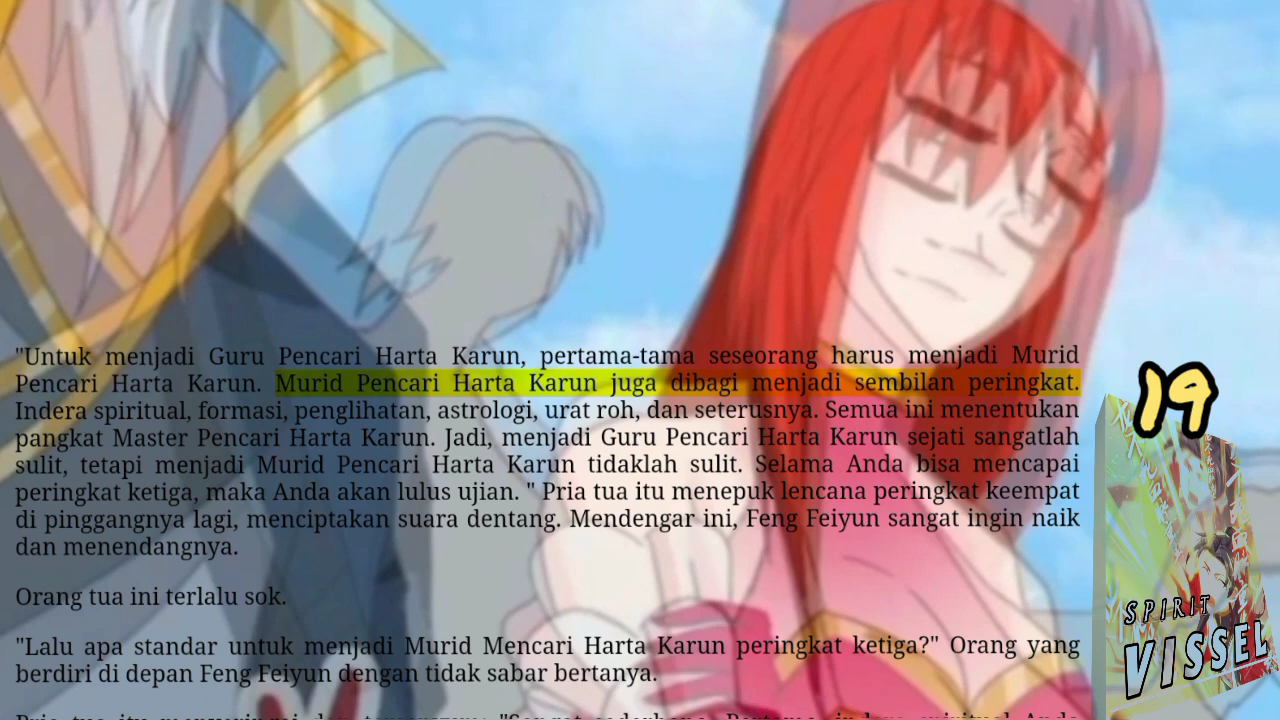 "Untuk menjadi Guru Pencari Harta Karun, pertama-tama seseorang harus menjadi Murid
Pencari Harta Karun. Murid Pencari Harta Karun juga dibagi menjadi sembilan peringkat.
Indera spiritual, formasi, penglihatan, astrologi, urat roh, dan seterusnya. Semua ini menentukan
pangkat Master Pencari Harta Karun. Jadi, menjadi Guru Pencari Harta Karun sejati sangatlah
sulit, tetapi menjadi Murid Pencari Harta Karun tidaklah sulit. Selama Anda bisa mencapai
peringkat ketiga, maka Anda akan lulus ujian. " Pria tua itu menepuk lencana peringkat keempat
di pinggangnya lagi, menciptakan suara dentang. Mendengar ini, Feng Feiyun sangat ingin naik
dan menendangnya.
Orang tua ini terlalu sok.
"Lalu apa standar untuk menjadi Murid Mencari Harta Karun peringkat ketiga?" Orang yang
berdiri di depan Feng Feiyun dengan tidak sabar bertanya.
19
SPIRIT
VISSEL